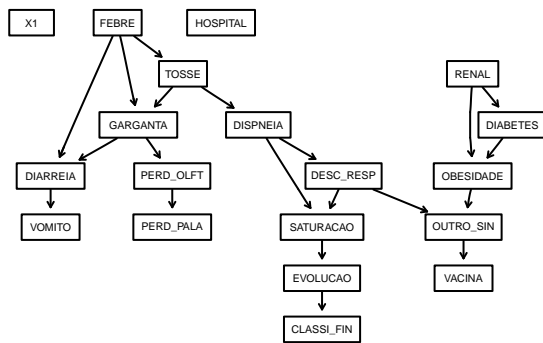 X1
FEBRE
HOSPITAL
TOSSE
RENAL
GARGANTA
DISPNEIA
DIABETES
DIARREIA
PERD_OLFT
DESC_RESP
OBESIDADE
VOMITO
PERD_PALA
SATURACAO
OUTRO_SIN
EVOLUCAO
VACINA
CLASSI_FIN